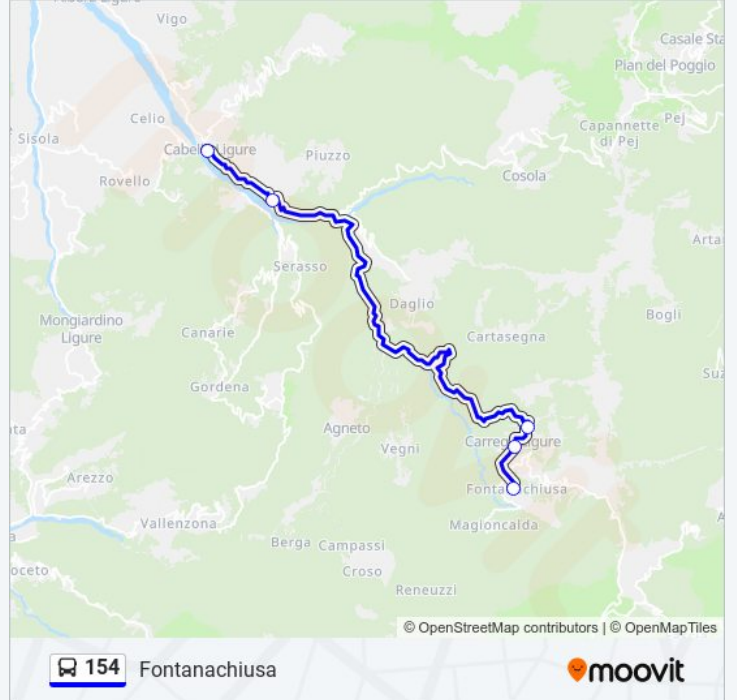 Vigo
Casale Sta
Pian del Poggio
Celio
Capannette
di Pej
Pej
Sisola
Cabella Ligure
Piuzzo
Cosola
Rovello
Arta
Serasso
Daglio
Bogli
Mongiardino
Ligure
Canarie
Cartasegna
Gordena
Agneto
Carrega Ligure
Vegni
Arezzo
Fontanachiusa
Vallenzona
Magioncalda
Berga
Campassi
Croso
Reneuzzi
© OpenStreetMap contributors | © OpenMapTiles
154
Fontanachiusa
moovit